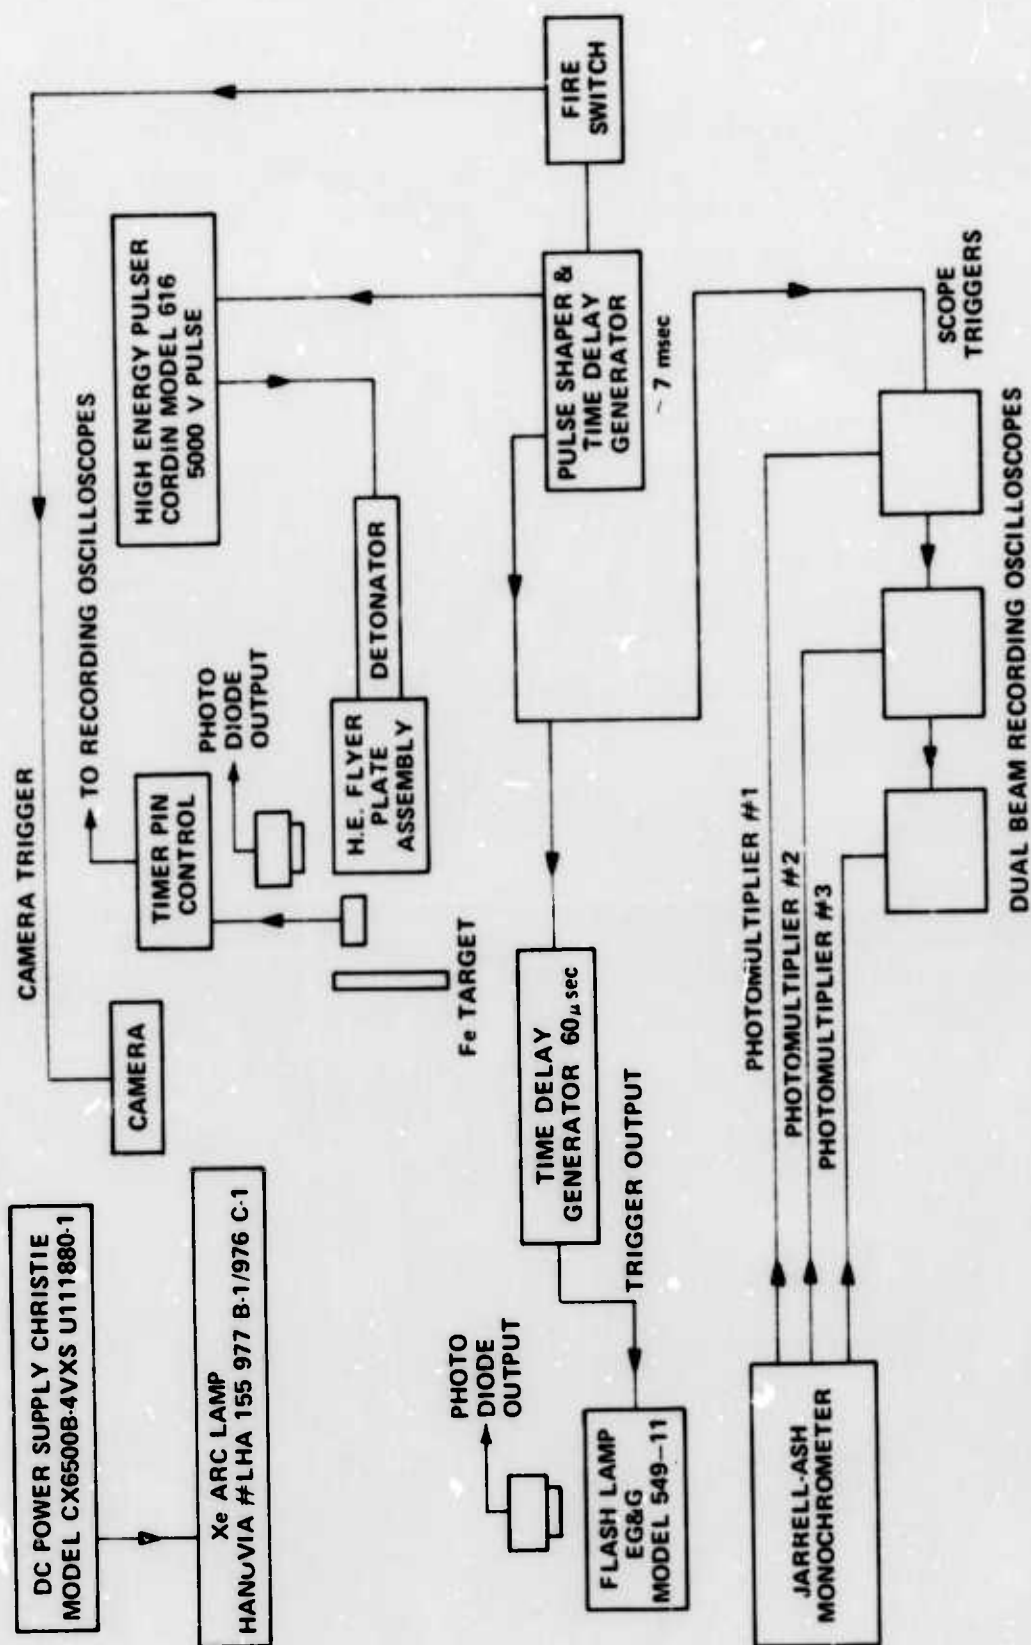 DC POWER SUPPLY CHRISTIE
MODEL CX6500B-4VXS U111880-1
Xe ARC LAMP
HANOVIA #LHA 155 977 B-1/976 C-1
CAMERA TRIGGER
CAMERA
TO RECORDING OSCILLOSCOPES
TIMER PIN
CONTROL
PHOTO
DIODE
OUTPUT
HIGH ENERGY PULSER
CORDIN MODEL 616
5000 V PULSE
H.E. FLYER
PLATE
ASSEMBLY
DETONATOR
Fe TARGET
FIRE
SWITCH
PULSE SHAPER &
TIME DELAY
GENERATOR
~ 7 msec
TIME DELAY
GENERATOR 60μsec
TRIGGER OUTPUT
PHOTO
DIODE
OUTPUT
FLASH LAMP
EG&G
MODEL 549-11
JARRELL-ASH
MONOCHROMETER
PHOTOMULTIPLIER #1
PHOTOMULTIPLIER #2
PHOTOMULTIPLIER #3
SCOPE
TRIGGERS
DUAL BEAM RECORDING OSCILLOSCOPES